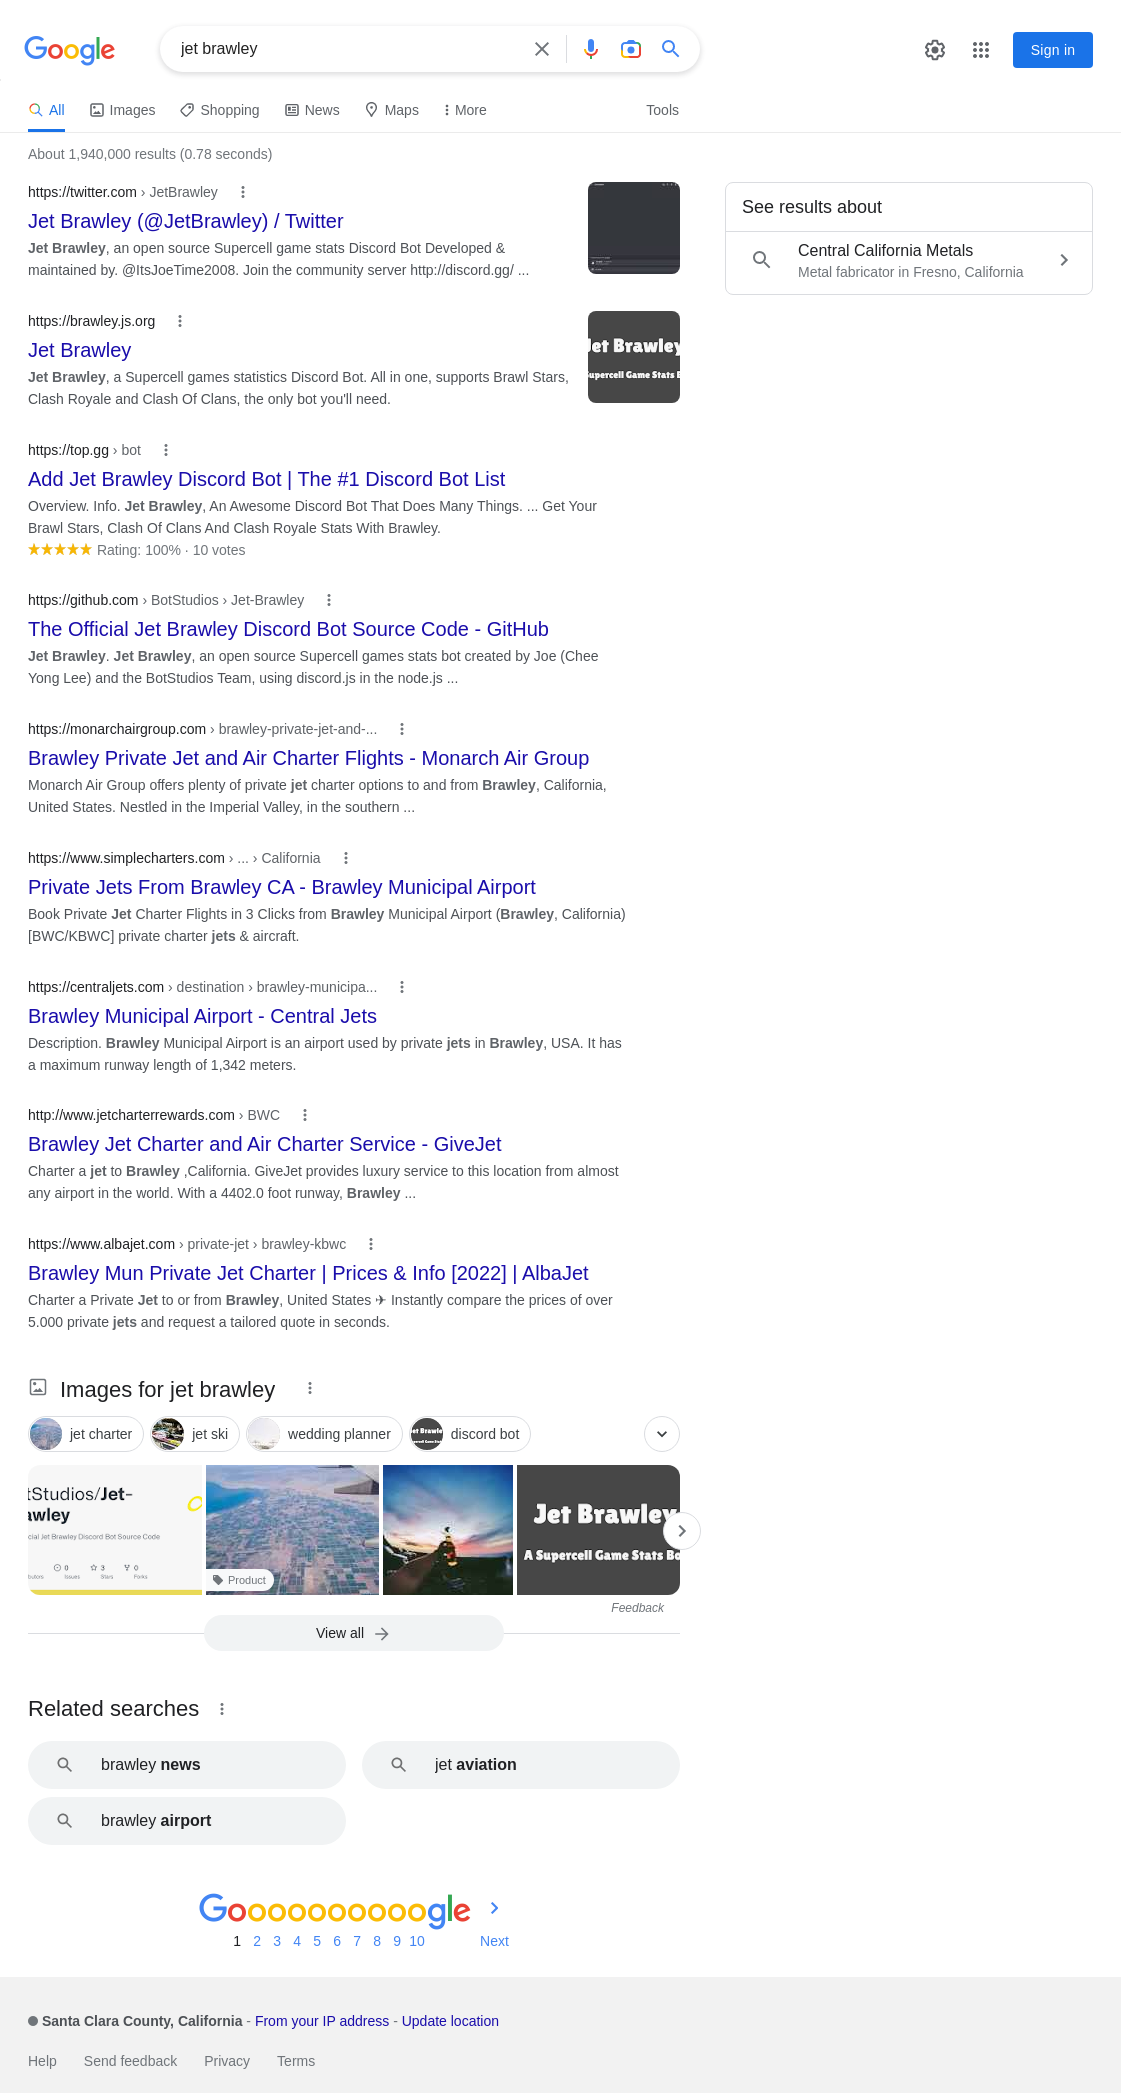 Google
jet brawley
Sign in
All
Images
Shopping
News
Maps
More
Tools
About 1,940,000 results (0.78 seconds)
https://twitter.com › JetBrawley
Jet Brawley (@JetBrawley) / Twitter
Jet Brawley, an open source Supercell game stats Discord Bot Developed &
maintained by. @ItsJoeTime2008. Join the community server http://discord.gg/ ...
See results about
Central California Metals
Metal fabricator in Fresno, California
https://brawley.js.org
Jet Brawley
Jet Brawley, a Supercell games statistics Discord Bot. All in one, supports Brawl Stars,
Clash Royale and Clash Of Clans, the only bot you'll need.
Jet Brawley
Supercell Game Stats B
https://top.gg › bot
Add Jet Brawley Discord Bot | The #1 Discord Bot List
Overview. Info. Jet Brawley, An Awesome Discord Bot That Does Many Things. ... Get Your
Brawl Stars, Clash Of Clans And Clash Royale Stats With Brawley.
Rating: 100% · 10 votes
https://github.com › BotStudios › Jet-Brawley
The Official Jet Brawley Discord Bot Source Code - GitHub
Jet Brawley. Jet Brawley, an open source Supercell games stats bot created by Joe (Chee
Yong Lee) and the BotStudios Team, using discord.js in the node.js ...
https://monarchairgroup.com › brawley-private-jet-and-...
Brawley Private Jet and Air Charter Flights - Monarch Air Group
Monarch Air Group offers plenty of private jet charter options to and from Brawley, California,
United States. Nestled in the Imperial Valley, in the southern ...
https://www.simplecharters.com › ... › California
Private Jets From Brawley CA - Brawley Municipal Airport
Book Private Jet Charter Flights in 3 Clicks from Brawley Municipal Airport (Brawley, California)
[BWC/KBWC] private charter jets & aircraft.
https://centraljets.com › destination › brawley-municipa...
Brawley Municipal Airport - Central Jets
Description. Brawley Municipal Airport is an airport used by private jets in Brawley, USA. It has
a maximum runway length of 1,342 meters.
http://www.jetcharterrewards.com › BWC
Brawley Jet Charter and Air Charter Service - GiveJet
Charter a jet to Brawley ,California. GiveJet provides luxury service to this location from almost
any airport in the world. With a 4402.0 foot runway, Brawley ...
https://www.albajet.com › private-jet › brawley-kbwc
Brawley Mun Private Jet Charter | Prices & Info [2022] | AlbaJet
Charter a Private Jet to or from Brawley, United States ✈ Instantly compare the prices of over
5.000 private jets and request a tailored quote in seconds.
Images for jet brawley
jet charter
jet ski
wedding planner
discord bot
tStudios/Jet-
awley
cial Jet Brawley Discord Bot Source Code
0
3
0
Issues
Stars
Forks
Product
Jet Brawley
A Supercell Game Stats Bo
Feedback
View all
Related searches
brawley news
jet aviation
brawley airport
Goooooooooogle
1 2 3 4 5 6 7 8 9 10 Next
Santa Clara County, California - From your IP address - Update location
Help
Send feedback
Privacy
Terms